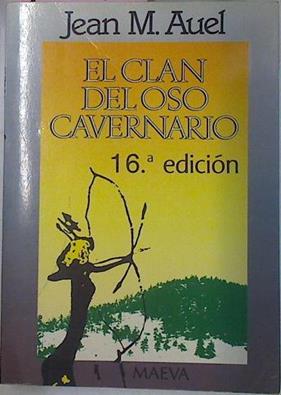 Jean M. Auel
EL CLAN
DEL OSO
CAVERNARIO
16.ª edición
MAEVA